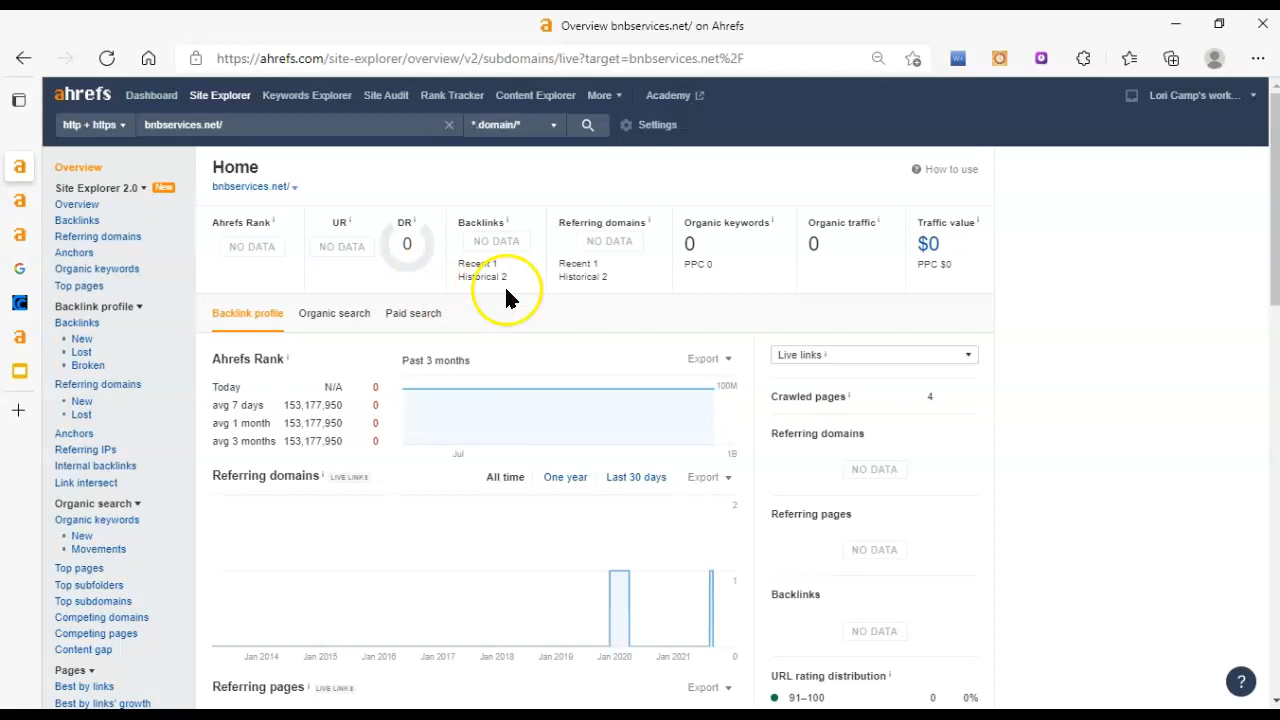 Overview bnbservices.net/ on Ahrefs
https://ahrefs.com/site-explorer/overview/v2/subdomains/live?target=bnbservices.net%2F
ahrefs Dashboard Site Explorer Keywords Explorer Site Audit Rank Tracker Content Explorer More Academy Lori Camp's work...
http + https bnbservices.net/ *.domain/* Settings
Overview
Site Explorer 2.0 New
Overview
Backlinks
Referring domains
Anchors
Organic keywords
Top pages
Backlink profile
Backlinks
New
Lost
Broken
Referring domains
New
Lost
Anchors
Referring IPs
Internal backlinks
Link intersect
Organic search
Organic keywords
New
Movements
Top pages
Top subfolders
Top subdomains
Competing domains
Competing pages
Content gap
Pages
Best by links
Best by links' growth
Home
How to use
bnbservices.net/
Ahrefs Rank UR DR Backlinks Referring domains Organic keywords Organic traffic Traffic value
NO DATA NO DATA 0 NO DATA NO DATA 0 0 $0
Recent 1 Recent 1 PPC 0 PPC $0
Historical 2 Historical 2
Backlink profile Organic search Paid search
Ahrefs Rank Past 3 months Export
Today N/A 0
avg 7 days 153,177,950 0
avg 1 month 153,177,950 0
avg 3 months 153,177,950 0
100M
Jul 1B
Referring domains LIVE LINKS All time One year Last 30 days Export
2
1
Jan 2014 Jan 2015 Jan 2016 Jan 2017 Jan 2018 Jan 2019 Jan 2020 Jan 2021 0
Referring pages LIVE LINKS Export
Live links
Crawled pages 4
Referring domains
NO DATA
Referring pages
NO DATA
Backlinks
NO DATA
URL rating distribution
91–100 0 0%
?